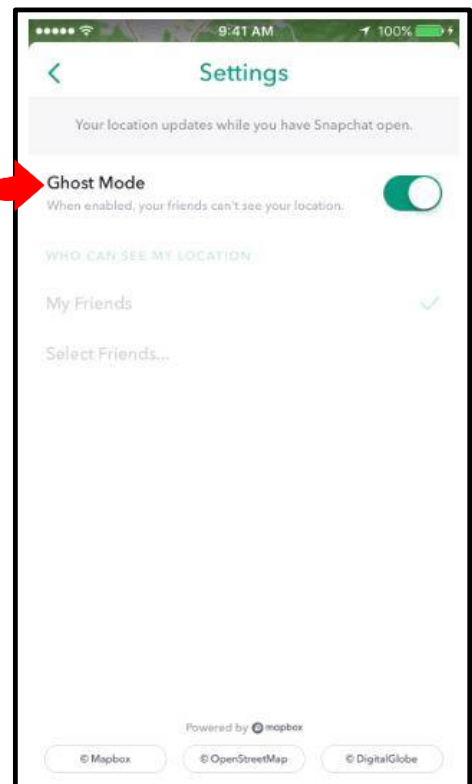 9:41 AM 100%
Settings
Your location updates while you have Snapchat open.
Ghost Mode
When enabled, your friends can't see your location.
WHO CAN SEE MY LOCATION
My Friends
Select Friends...
Powered by mapbox
© Mapbox © OpenStreetMap © DigitalGlobe